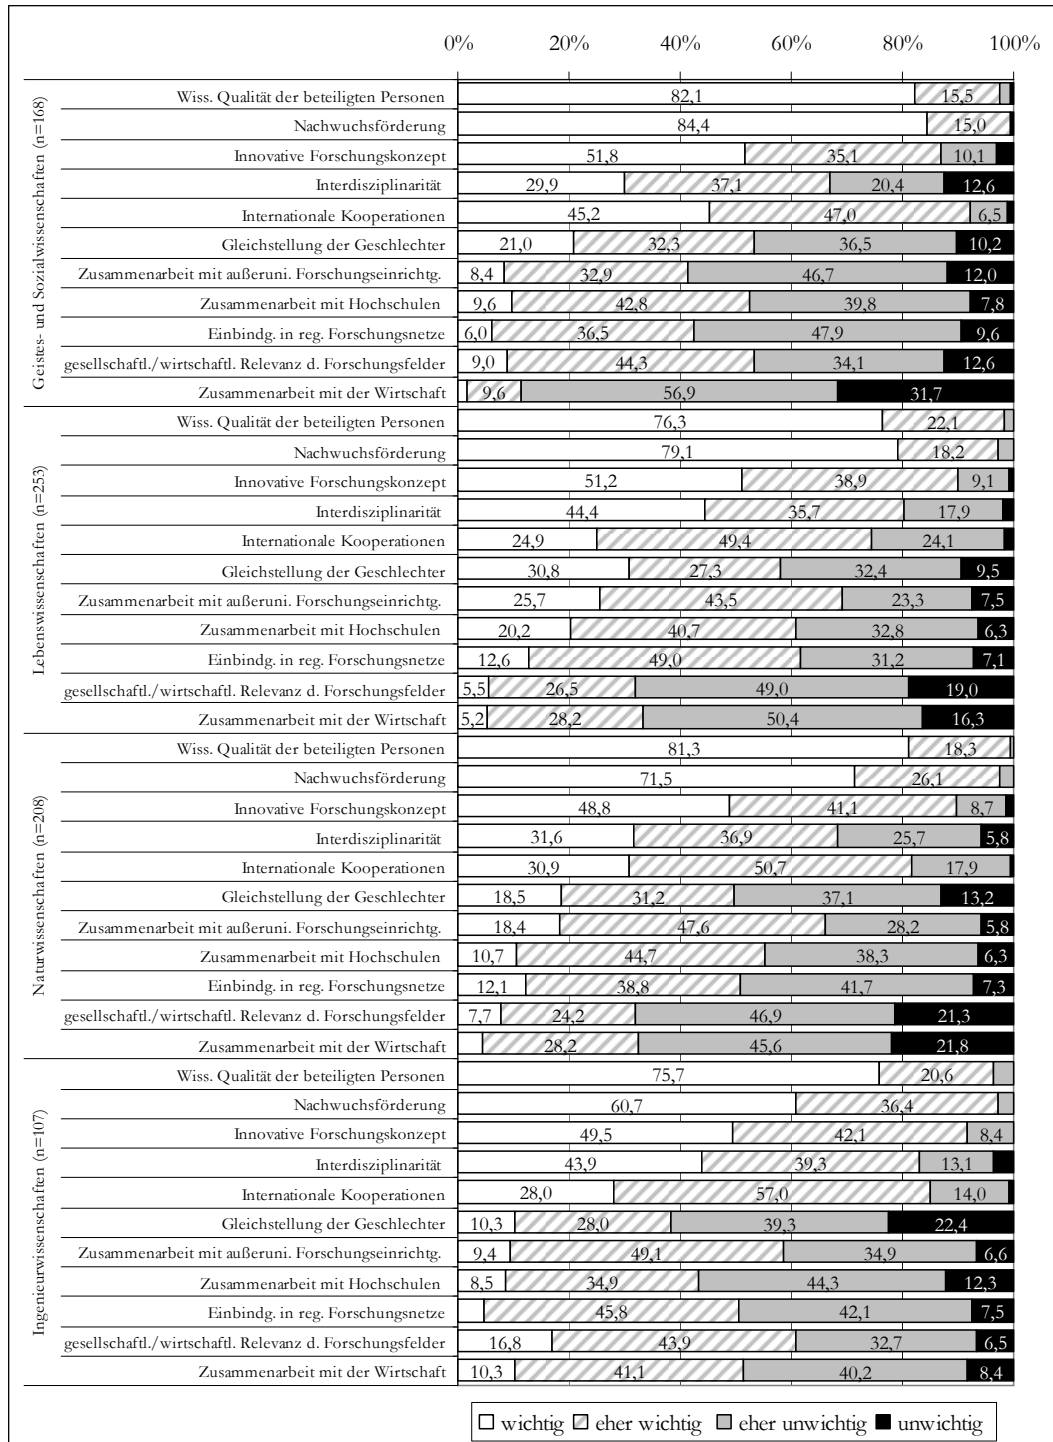 0% 20% 40% 60% 80% 100%
Geistes- und Sozialwissenschaften (n=168)
Wiss. Qualität der beteiligten Personen 82,1 15,5
Nachwuchsförderung 84,4 15,0
Innovative Forschungskonzept 51,8 35,1 10,1
Interdisziplinarität 29,9 37,1 20,4 12,6
Internationale Kooperationen 45,2 47,0 6,5
Gleichstellung der Geschlechter 21,0 32,3 36,5 10,2
Zusammenarbeit mit außeruni. Forschungseinrichtg. 8,4 32,9 46,7 12,0
Zusammenarbeit mit Hochschulen 9,6 42,8 39,8 7,8
Einbindg. in reg. Forschungsnetze 6,0 36,5 47,9 9,6
gesellschaftl./wirtschaftl. Relevanz d. Forschungsfelder 9,0 44,3 34,1 12,6
Zusammenarbeit mit der Wirtschaft 9,6 56,9 31,7
Lebenswissenschaften (n=253)
Wiss. Qualität der beteiligten Personen 76,3 22,1
Nachwuchsförderung 79,1 18,2
Innovative Forschungskonzept 51,2 38,9 9,1
Interdisziplinarität 44,4 35,7 17,9
Internationale Kooperationen 24,9 49,4 24,1
Gleichstellung der Geschlechter 30,8 27,3 32,4 9,5
Zusammenarbeit mit außeruni. Forschungseinrichtg. 25,7 43,5 23,3 7,5
Zusammenarbeit mit Hochschulen 20,2 40,7 32,8 6,3
Einbindg. in reg. Forschungsnetze 12,6 49,0 31,2 7,1
gesellschaftl./wirtschaftl. Relevanz d. Forschungsfelder 5,5 26,5 49,0 19,0
Zusammenarbeit mit der Wirtschaft 5,2 28,2 50,4 16,3
Naturwissenschaften (n=208)
Wiss. Qualität der beteiligten Personen 81,3 18,3
Nachwuchsförderung 71,5 26,1
Innovative Forschungskonzept 48,8 41,1 8,7
Interdisziplinarität 31,6 36,9 25,7 5,8
Internationale Kooperationen 30,9 50,7 17,9
Gleichstellung der Geschlechter 18,5 31,2 37,1 13,2
Zusammenarbeit mit außeruni. Forschungseinrichtg. 18,4 47,6 28,2 5,8
Zusammenarbeit mit Hochschulen 10,7 44,7 38,3 6,3
Einbindg. in reg. Forschungsnetze 12,1 38,8 41,7 7,3
gesellschaftl./wirtschaftl. Relevanz d. Forschungsfelder 7,7 24,2 46,9 21,3
Zusammenarbeit mit der Wirtschaft 28,2 45,6 21,8
Ingenieurwissenschaften (n=107)
Wiss. Qualität der beteiligten Personen 75,7 20,6
Nachwuchsförderung 60,7 36,4
Innovative Forschungskonzept 49,5 42,1 8,4
Interdisziplinarität 43,9 39,3 13,1
Internationale Kooperationen 28,0 57,0 14,0
Gleichstellung der Geschlechter 10,3 28,0 39,3 22,4
Zusammenarbeit mit außeruni. Forschungseinrichtg. 9,4 49,1 34,9 6,6
Zusammenarbeit mit Hochschulen 8,5 34,9 44,3 12,3
Einbindg. in reg. Forschungsnetze 45,8 42,1 7,5
gesellschaftl./wirtschaftl. Relevanz d. Forschungsfelder 16,8 43,9 32,7 6,5
Zusammenarbeit mit der Wirtschaft 10,3 41,1 40,2 8,4
wichtig eher wichtig eher unwichtig unwichtig